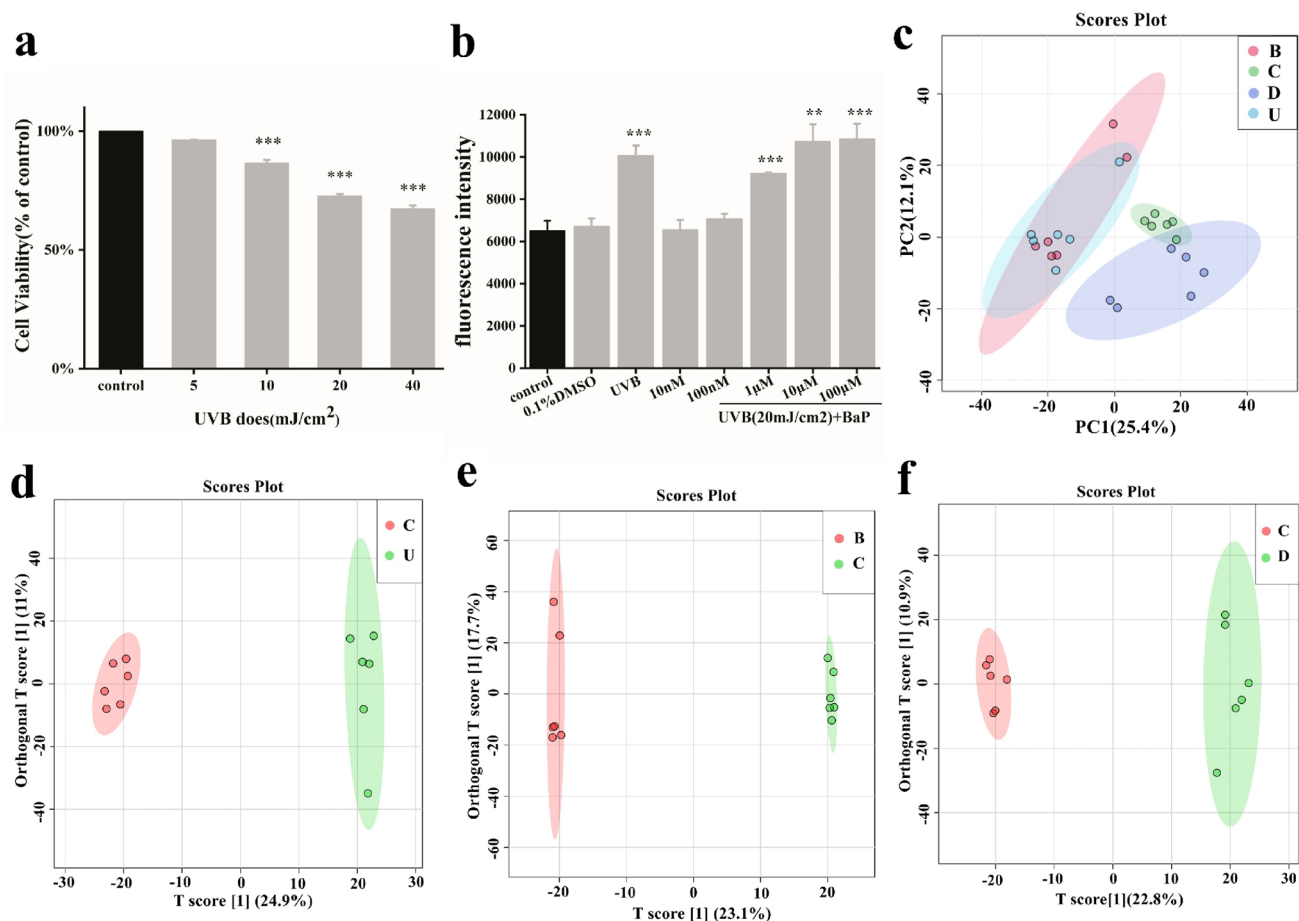 a
Cell Viability(% of control)
100%
50%
0%
***
***
***
control 5 10 20 40
UVB does(mJ/cm2)
b
fluorescence intensity
12000
10000
8000
6000
4000
2000
0
***
***
**
***
control 0.1%DMSO UVB 10nM 100nM 1μM 10μM 100μM
UVB(20mJ/cm2)+BaP
c
Scores Plot
B
C
D
U
PC2(12.1%)
40
20
0
-20
-40
-40 -20 0 20 40
PC1(25.4%)
d
Scores Plot
C
U
Orthogonal T score [1] (11%)
40
20
0
-20
-40
-30 -20 -10 0 10 20 30
T score [1] (24.9%)
e
Scores Plot
B
C
Orthogonal T score [1] (17.7%)
60
40
20
0
-20
-40
-60
-20 -10 0 10 20
T score [1] (23.1%)
f
Scores Plot
C
D
Orthogonal T score [1] (10.9%)
40
20
0
-20
-40
-20 -10 0 10 20 30
T score[1](22.8%)